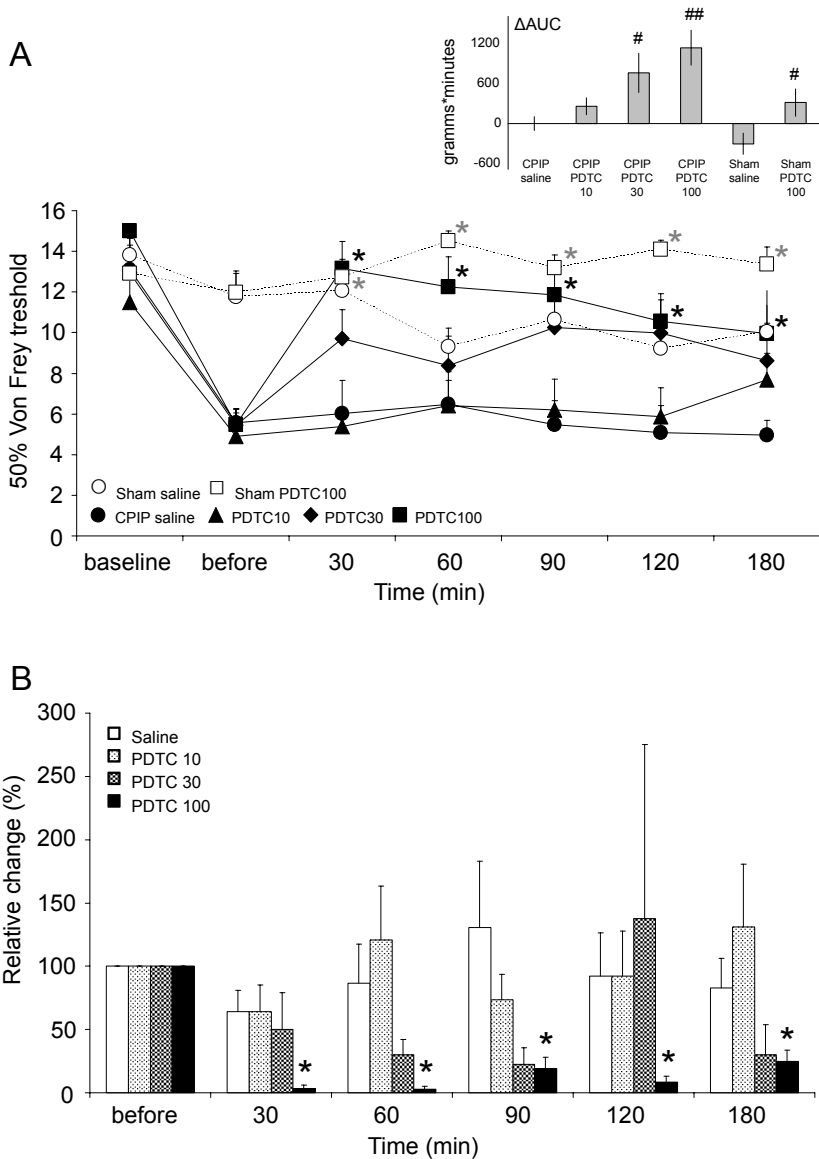 A
ΔAUC
gramms*minutes
1200
600
0
-600
#
##
#
CPIP saline
CPIP PDTC 10
CPIP PDTC 30
CPIP PDTC 100
Sham saline
Sham PDTC 100
50% Von Frey treshold
16
14
12
10
8
6
4
2
0
*
*
*
*
*
*
*
*
*
*
Sham saline Sham PDTC100
CPIP saline PDTC10 PDTC30 PDTC100
baseline before 30 60 90 120 180
Time (min)
B
Relative change (%)
300
250
200
150
100
50
0
Saline
PDTC 10
PDTC 30
PDTC 100
* * * * *
before 30 60 90 120 180
Time (min)